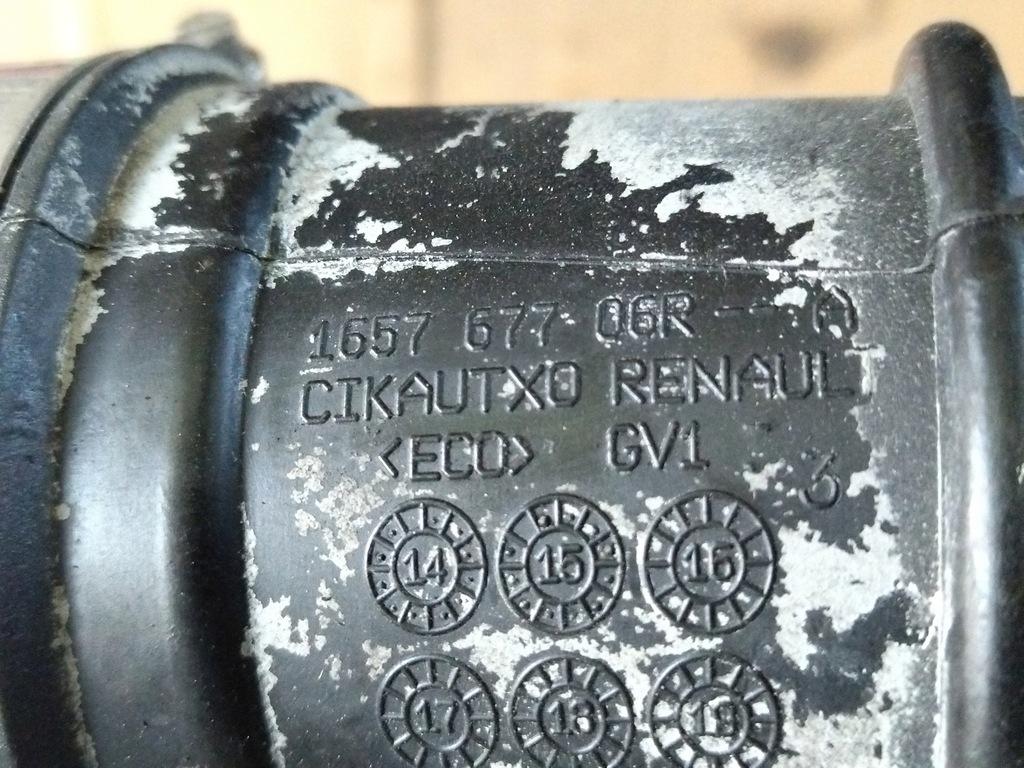 1657 677 06R -- A
CIKAUTXO RENAULT
<ECO> GV1 3
14 15 16
17 18 19